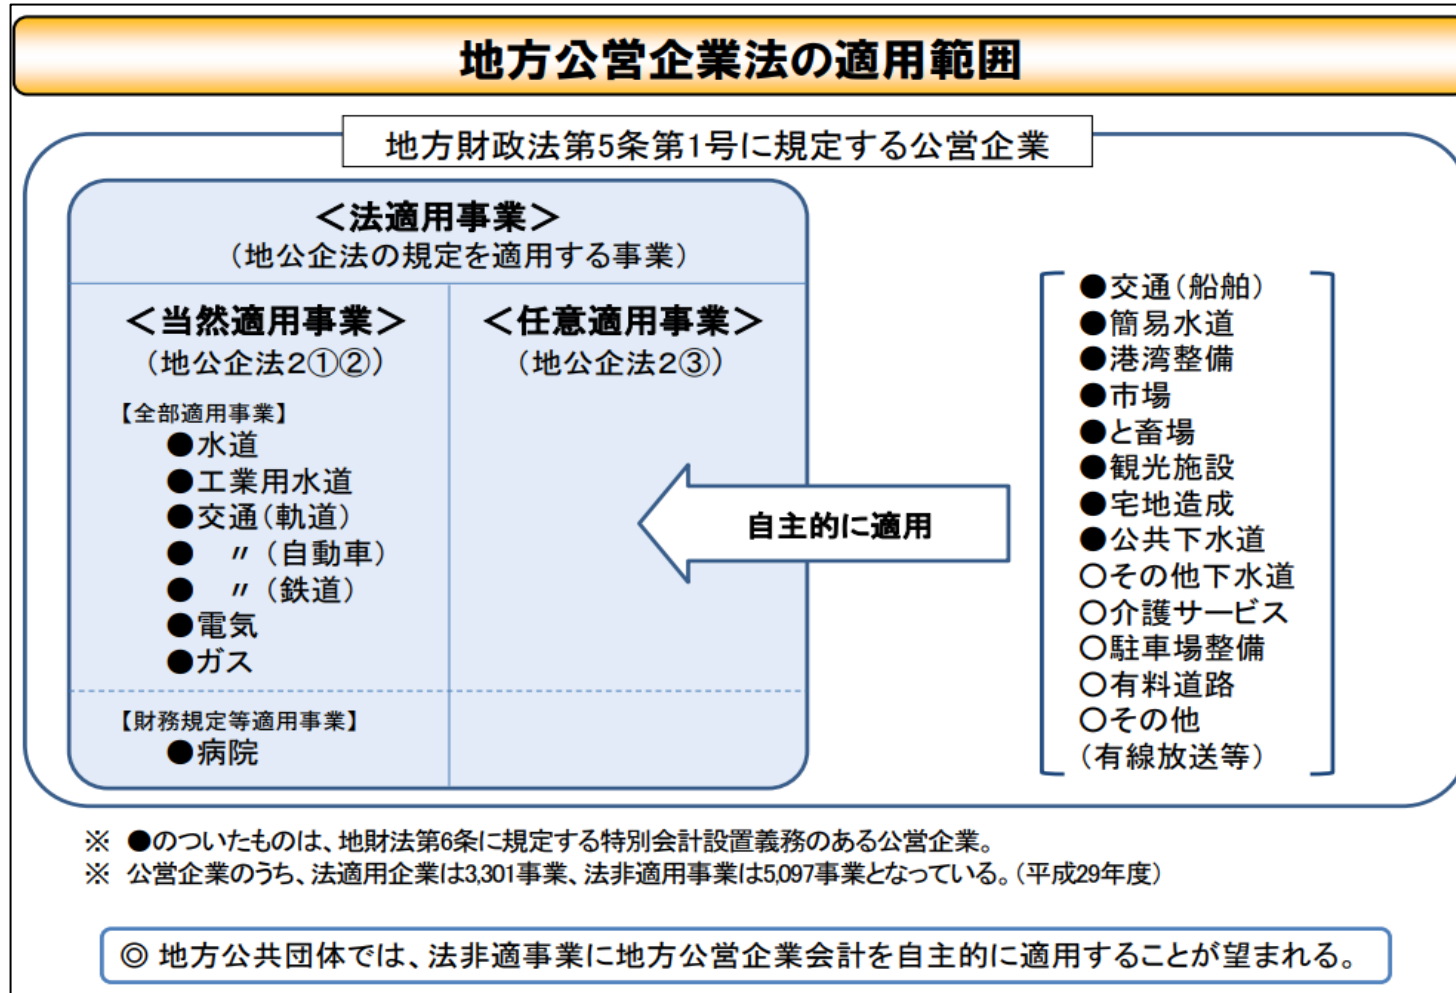 地方公営企業法の適用範囲
地方財政法第5条第1号に規定する公営企業
＜法適用事業＞
（地公企法の規定を適用する事業）
＜当然適用事業＞
（地公企法2①②）
【全部適用事業】
●水道
●工業用水道
●交通（軌道）
●　〃（自動車）
●　〃（鉄道）
●電気
●ガス
【財務規定等適用事業】
●病院
＜任意適用事業＞
（地公企法2③）
自主的に適用
●交通（船舶）
●簡易水道
●港湾整備
●市場
●と畜場
●観光施設
●宅地造成
●公共下水道
○その他下水道
○介護サービス
○駐車場整備
○有料道路
○その他
（有線放送等）
※　●のついたものは、地財法第6条に規定する特別会計設置義務のある公営企業。
※　公営企業のうち、法適用企業は3,301事業、法非適用事業は5,097事業となっている。（平成29年度）
◎ 地方公共団体では、法非適事業に地方公営企業会計を自主的に適用することが望まれる。